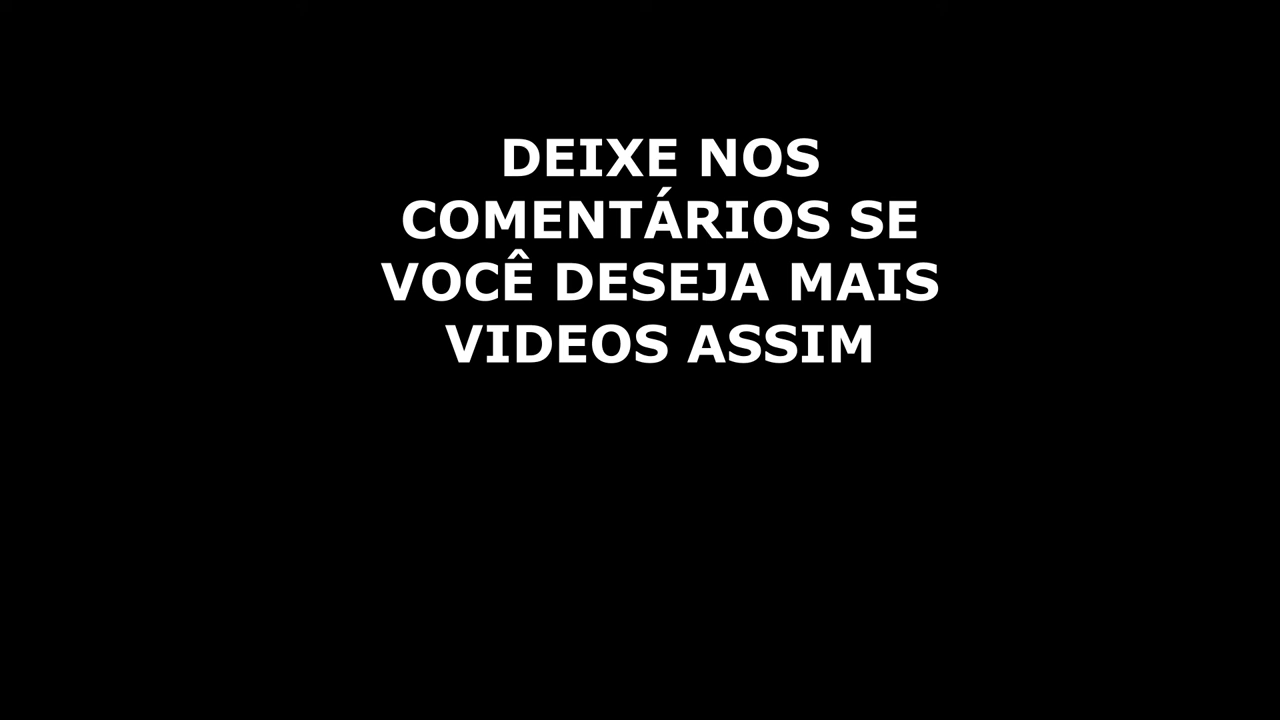 DEIXE NOS
COMENTÁRIOS SE
VOCÊ DESEJA MAIS
VIDEOS ASSIM